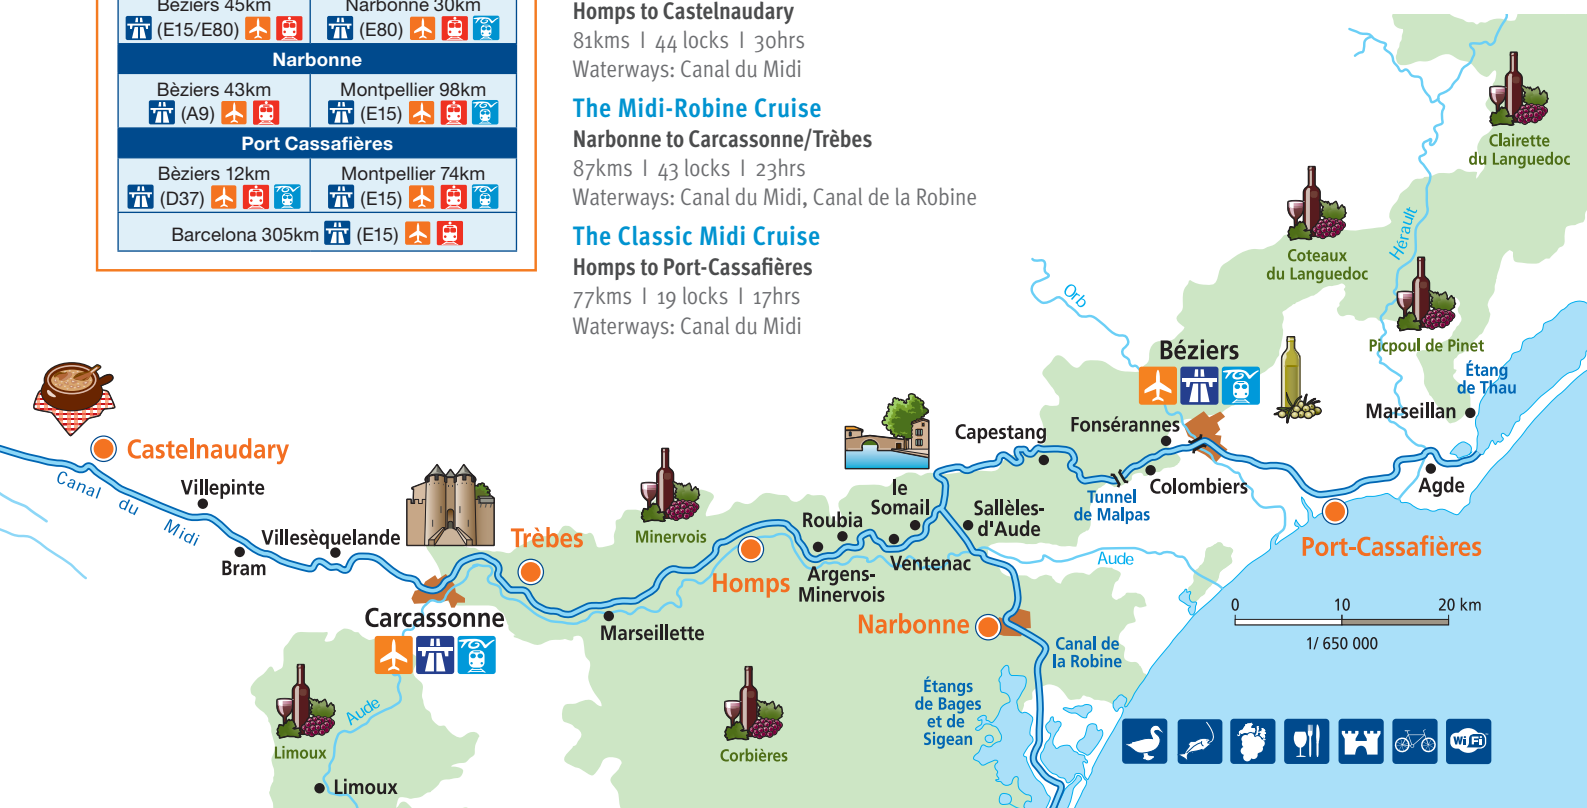 Béziers 45km
(E15/E80)
Narbonne 30km
(E80)
TGV
Narbonne
Bèziers 43km
(A9)
Montpellier 98km
(E15)
TGV
Port Cassafières
Bèziers 12km
(D37)
TGV
Montpellier 74km
(E15)
TGV
Barcelona 305km (E15)
Homps to Castelnaudary
81kms I 44 locks I 30hrs
Waterways: Canal du Midi
The Midi-Robine Cruise
Narbonne to Carcassonne/Trèbes
87kms I 43 locks I 23hrs
Waterways: Canal du Midi, Canal de la Robine
The Classic Midi Cruise
Homps to Port-Cassafières
77kms I 19 locks I 17hrs
Waterways: Canal du Midi
Clairette
du Languedoc
Coteaux
du Languedoc
Hérault
Orb
Picpoul de Pinet
Béziers
TGV
Étang
de Thau
Marseillan
Castelnaudary
Canal du Midi
Villepinte
Villesèquelande
Bram
Carcassonne
TGV
Trèbes
Minervois
Marseillette
Homps
Roubia
Argens-
Minervois
le
Somail
Ventenac
Capestang
Sallèles-
d'Aude
Fonsérannes
Tunnel
de Malpas
Colombiers
Agde
Port-Cassafières
Aude
Narbonne
Canal de
la Robine
Étangs
de Bages
et de
Sigean
0 10 20 km
1/ 650 000
Limoux
Aude
Limoux
Corbières
WiFi